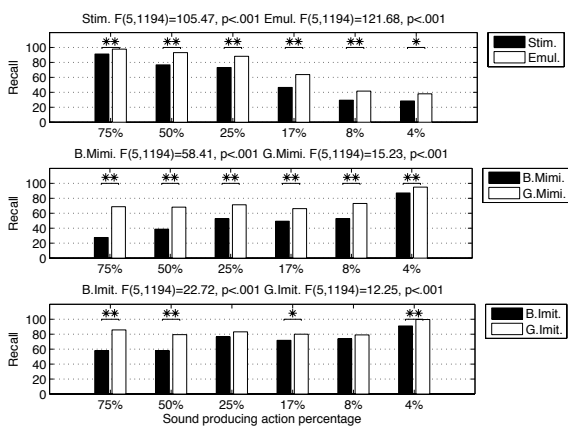 Stim. F(5,1194)=105.47, p<.001 Emul. F(5,1194)=121.68, p<.001
** ** ** ** ** *
Stim.
Emul.
Recall
100
80
60
40
20
0
75% 50% 25% 17% 8% 4%
B.Mimi. F(5,1194)=58.41, p<.001 G.Mimi. F(5,1194)=15.23, p<.001
** ** ** ** ** **
B.Mimi.
G.Mimi.
Recall
100
80
60
40
20
0
75% 50% 25% 17% 8% 4%
B.Imit. F(5,1194)=22.72, p<.001 G.Imit. F(5,1194)=12.25, p<.001
** ** * **
B.Imit.
G.Imit.
Recall
100
80
60
40
20
0
75% 50% 25% 17% 8% 4%
Sound producing action percentage